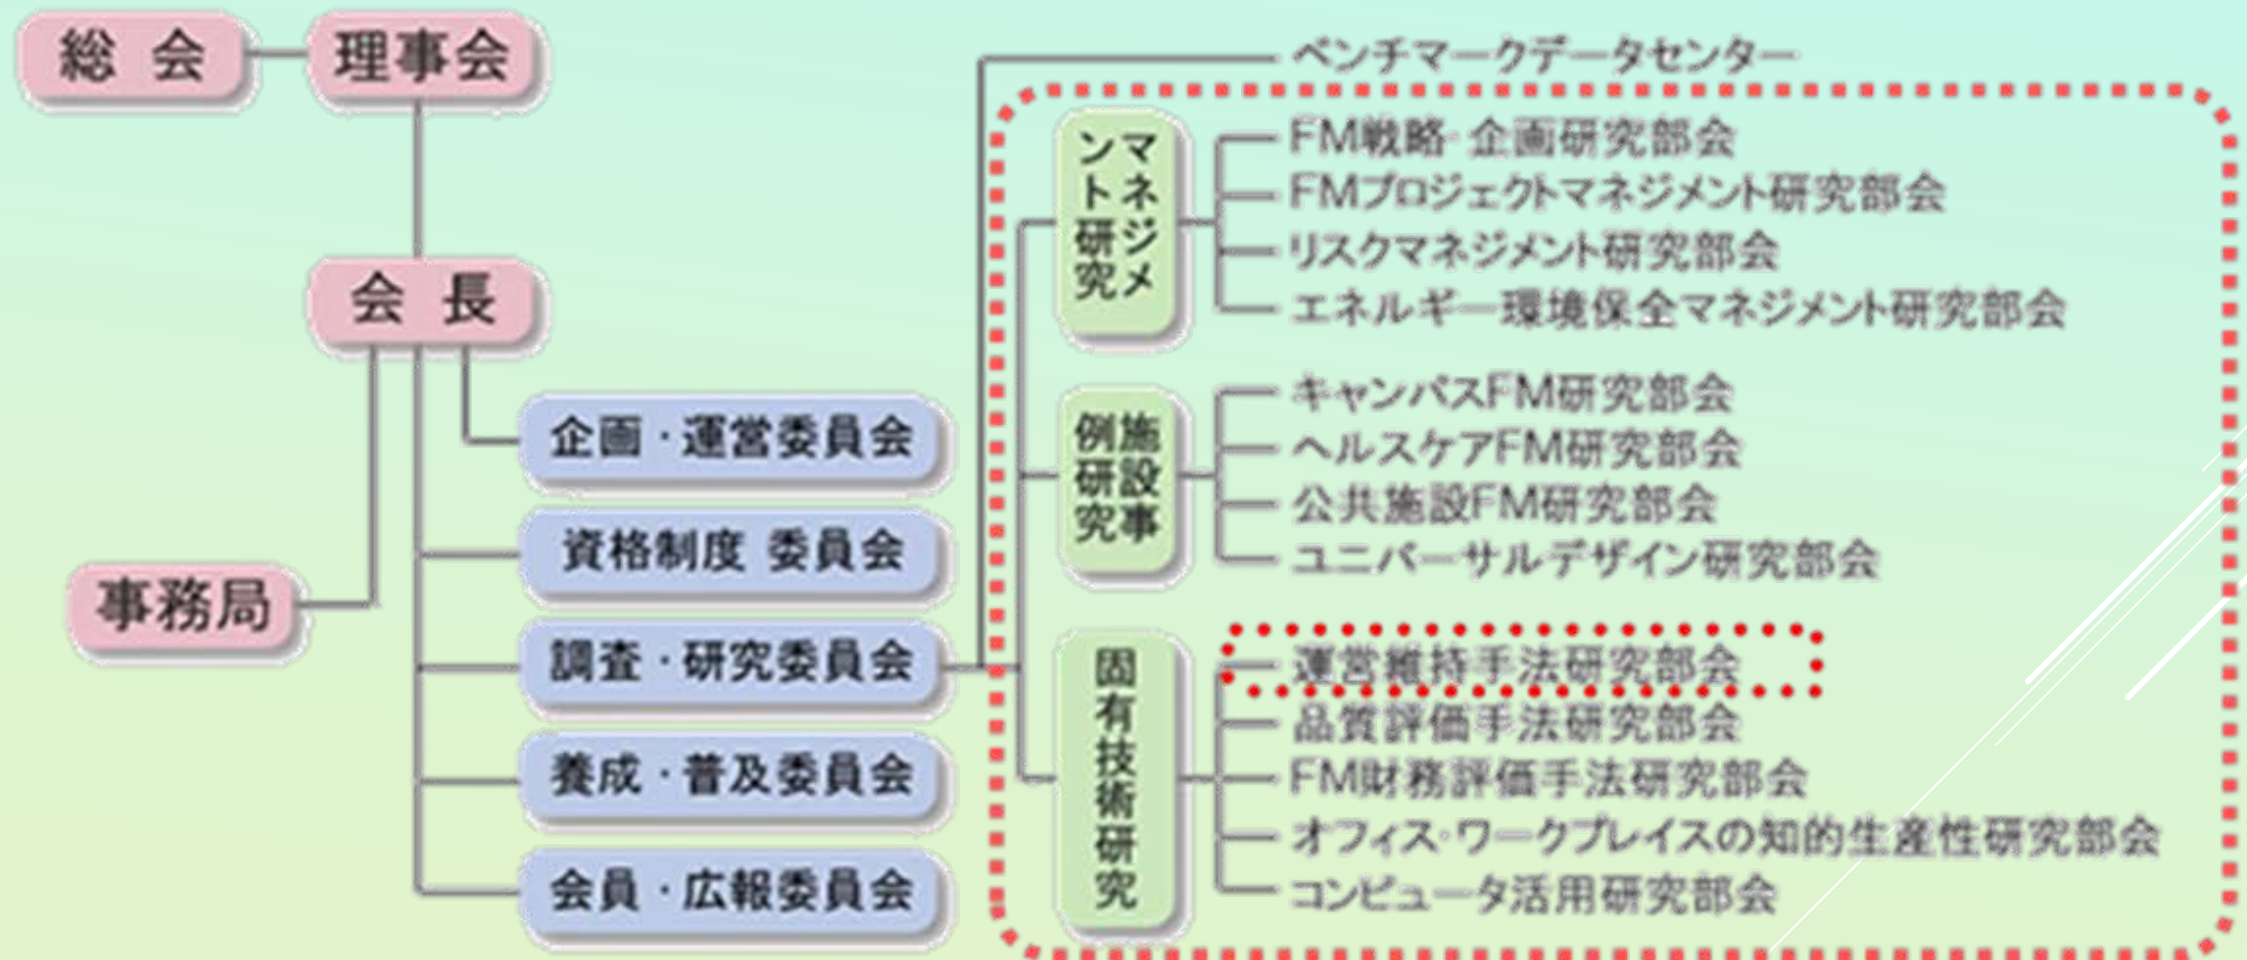 総 会
理事会
会 長
事務局
企画・運営委員会
資格制度 委員会
調査・研究委員会
養成・普及委員会
会員・広報委員会
ベンチマークデータセンター
マネジメ
ント研究
FM戦略・企画研究部会
FMプロジェクトマネジメント研究部会
リスクマネジメント研究部会
エネルギー環境保全マネジメント研究部会
施設事
例研究
キャンパスFM研究部会
ヘルスケアFM研究部会
公共施設FM研究部会
ユニバーサルデザイン研究部会
固有技術研究
運営維持手法研究部会
品質評価手法研究部会
FM財務評価手法研究部会
オフィス・ワークプレイスの知的生産性研究部会
コンピュータ活用研究部会